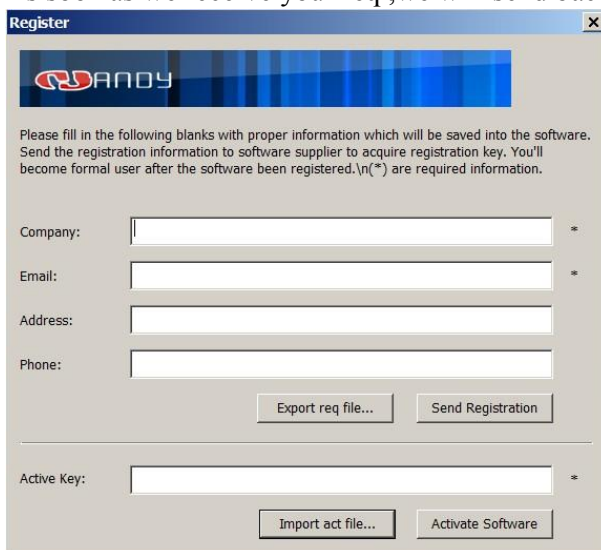 Register
ANDY
Please fill in the following blanks with proper information which will be saved into the software.
Send the registration information to software supplier to acquire registration key. You'll
become formal user after the software been registered.\n(*) are required information.
Company: *
Email: *
Address:
Phone:
Export req file... Send Registration
Active Key: *
Import act file... Activate Software